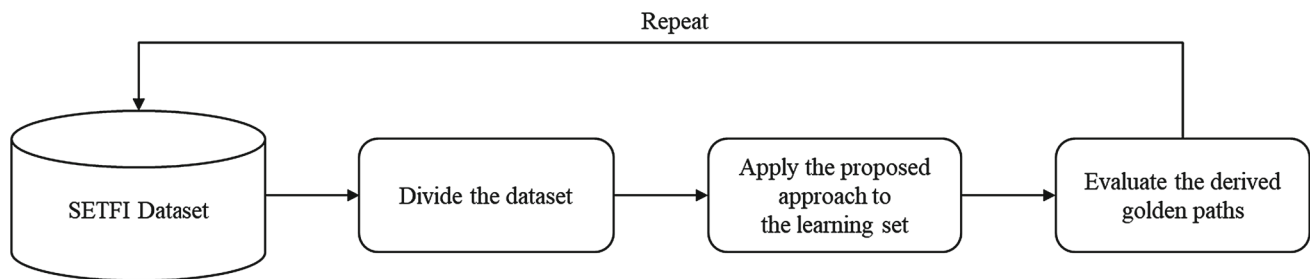 Repeat
SETFI Dataset
Divide the dataset
Apply the proposed
approach to
the learning set
Evaluate the derived
golden paths